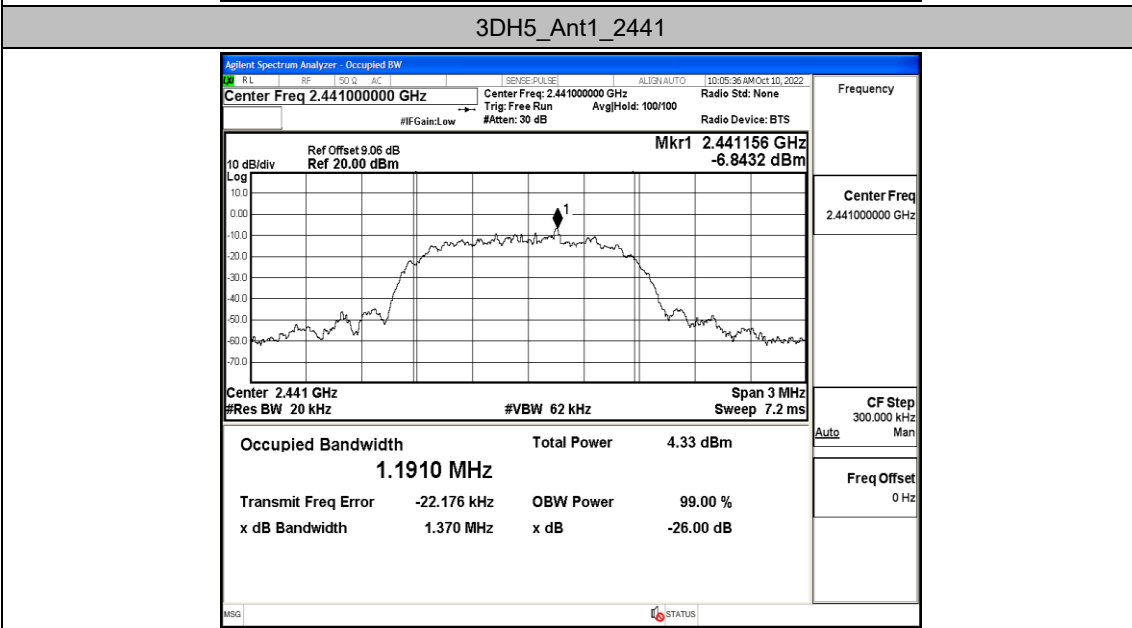 3DH5_Ant1_2441
Agilent Spectrum Analyzer - Occupied BW
RL RF 50 Ω AC SENSE:PULSE ALIGN AUTO 10:05:36 AM Oct 10, 2022
Center Freq 2.441000000 GHz
Center Freq: 2.441000000 GHz
Radio Std: None
Trig: Free Run Avg|Hold: 100/100
#IFGain:Low #Atten: 30 dB Radio Device: BTS
Frequency
Mkr1 2.441156 GHz
-6.8432 dBm
Ref Offset 9.06 dB
10 dB/div Ref 20.00 dBm
Log
10.0
0.00
-10.0
-20.0
-30.0
-40.0
-50.0
-60.0
-70.0
1
Center 2.441 GHz Span 3 MHz
#Res BW 20 kHz #VBW 62 kHz Sweep 7.2 ms
Center Freq
2.441000000 GHz
CF Step
300.000 kHz
Auto Man
Freq Offset
0 Hz
Occupied Bandwidth Total Power 4.33 dBm
1.1910 MHz
Transmit Freq Error -22.176 kHz OBW Power 99.00 %
x dB Bandwidth 1.370 MHz x dB -26.00 dB
MSG STATUS